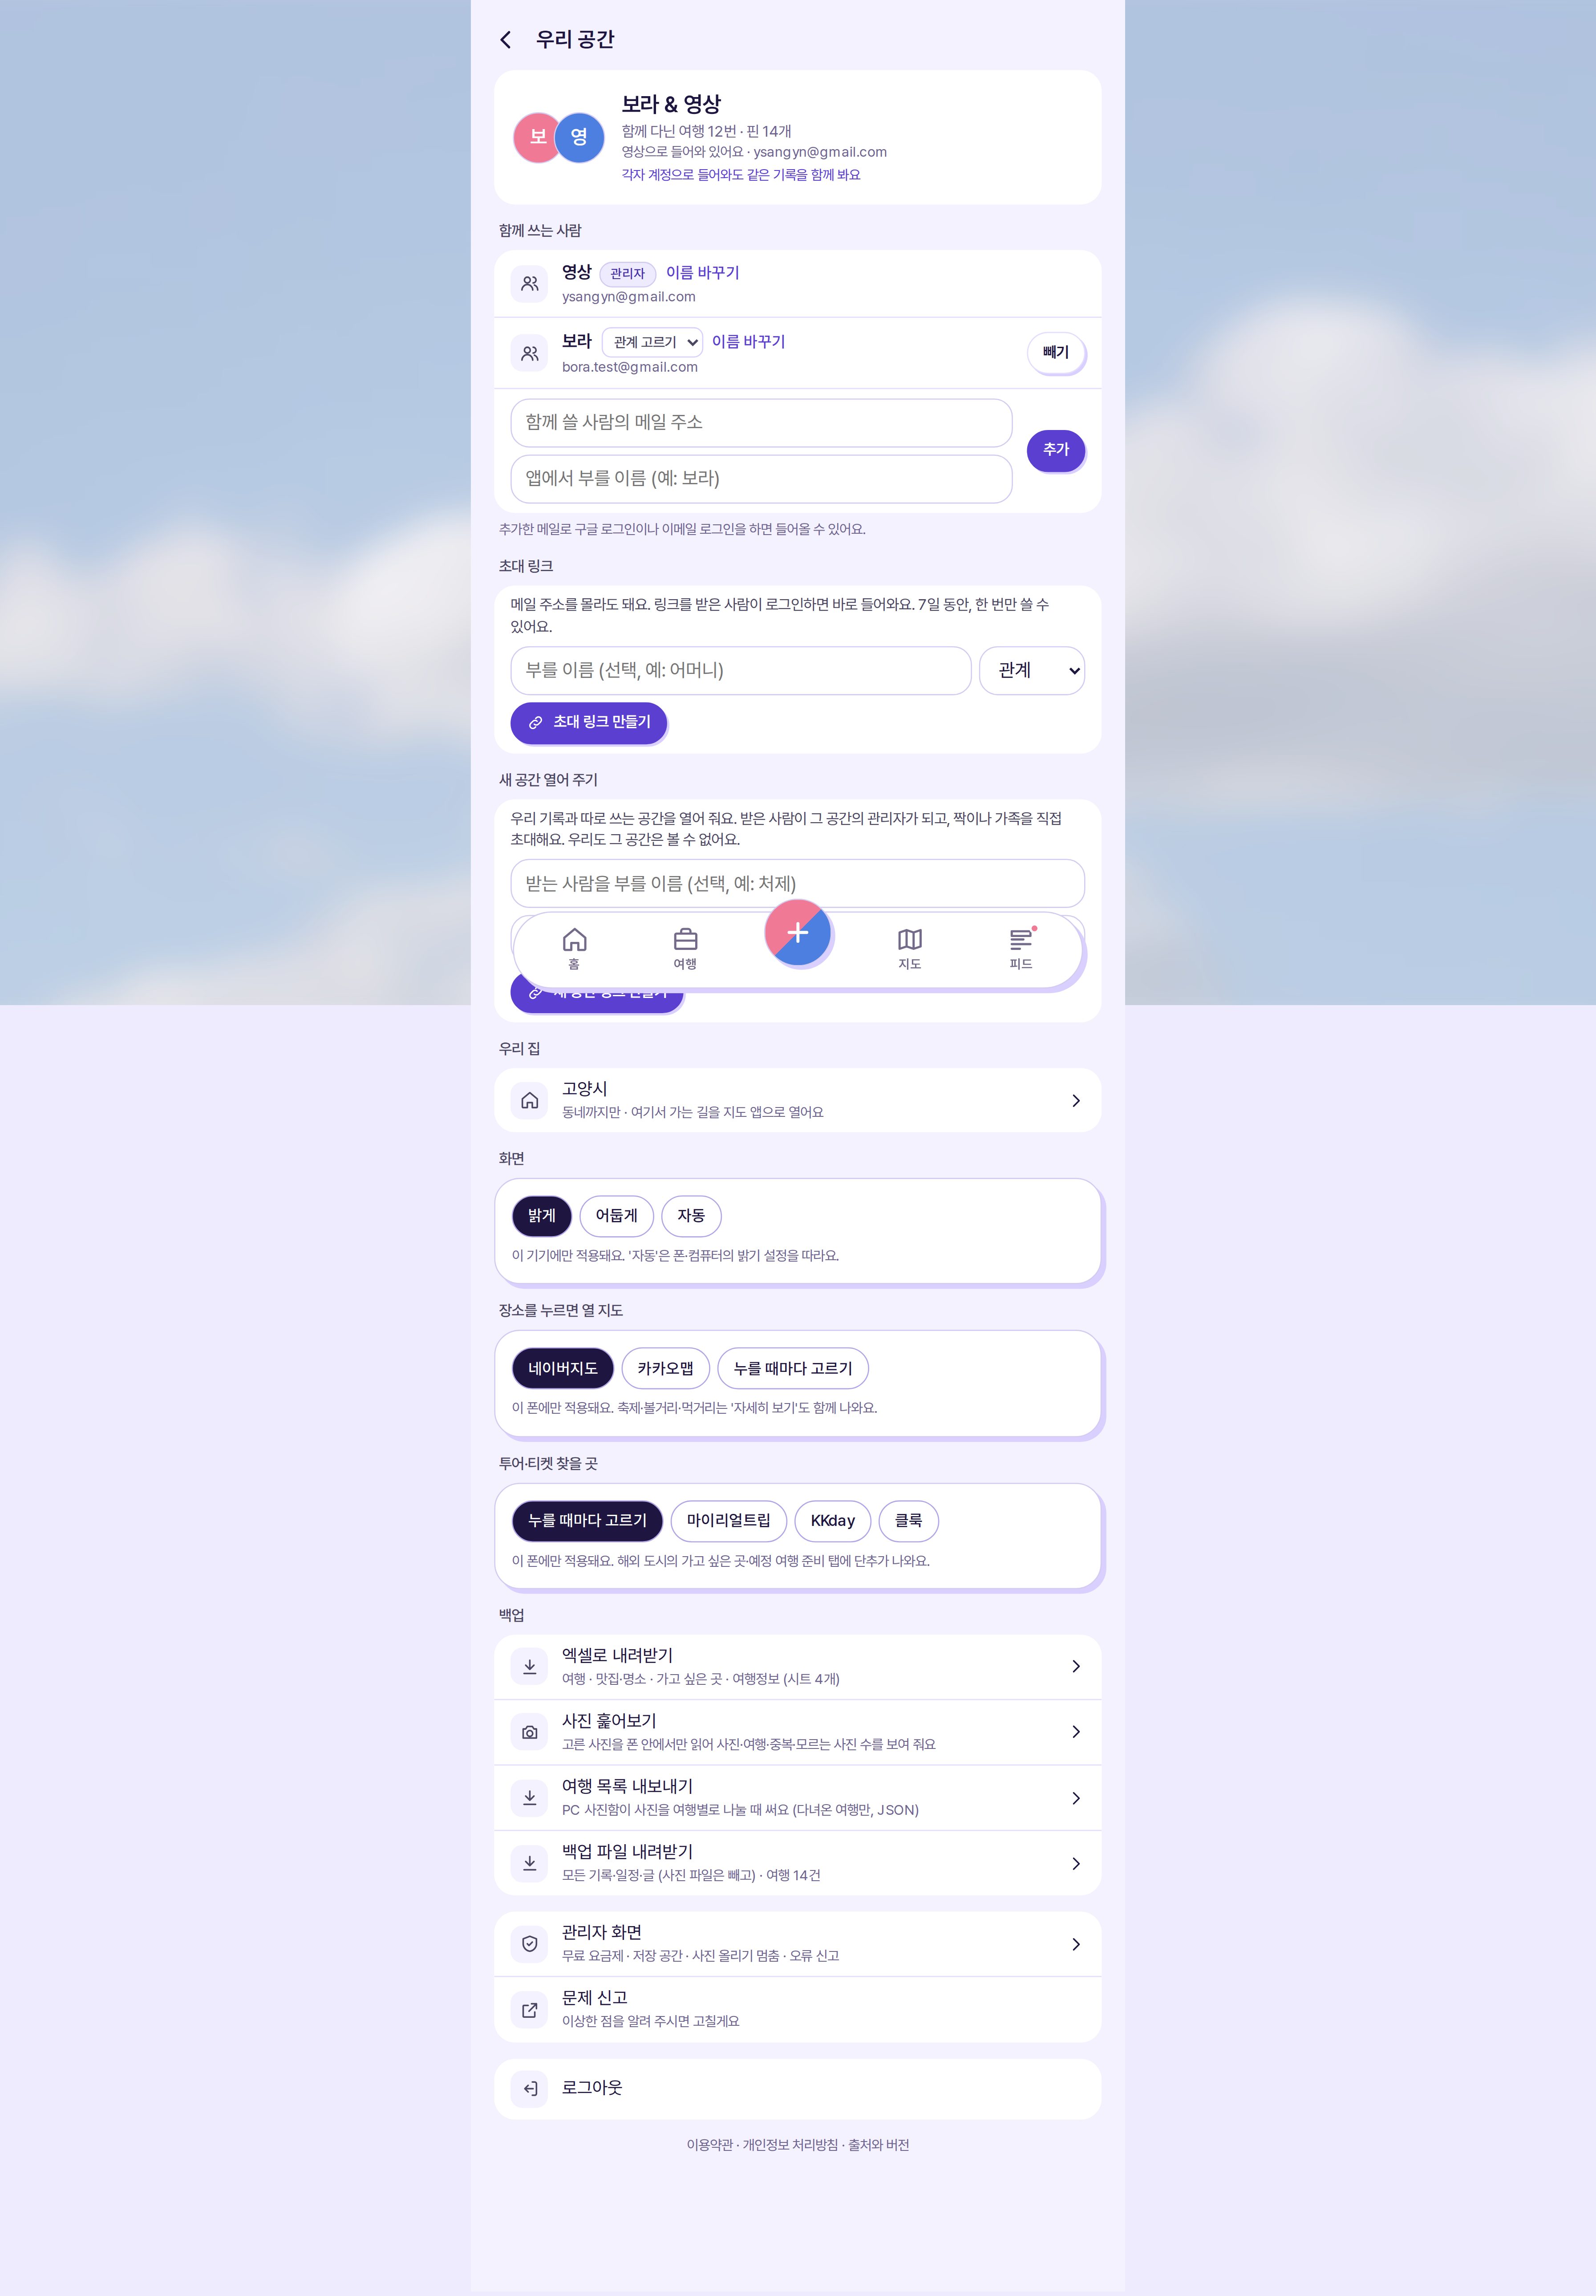 우리 공간
보 영
보라 & 영상
함께 다닌 여행 12번 · 핀 14개
영상으로 들어와 있어요 · ysangyn@gmail.com
각자 계정으로 들어와도 같은 기록을 함께 봐요
함께 쓰는 사람
영상 관리자 이름 바꾸기
ysangyn@gmail.com
보라 관계 고르기 이름 바꾸기
빼기
bora.test@gmail.com
함께 쓸 사람의 메일 주소
추가
앱에서 부를 이름 (예: 보라)
추가한 메일로 구글 로그인이나 이메일 로그인을 하면 들어올 수 있어요.
초대 링크
메일 주소를 몰라도 돼요. 링크를 받은 사람이 로그인하면 바로 들어와요. 7일 동안, 한 번만 쓸 수
있어요.
부를 이름 (선택, 예: 어머니) 관계
초대 링크 만들기
새 공간 열어 주기
우리 기록과 따로 쓰는 공간을 열어 줘요. 받은 사람이 그 공간의 관리자가 되고, 짝이나 가족을 직접
초대해요. 우리도 그 공간은 볼 수 없어요.
받는 사람을 부를 이름 (선택, 예: 처제)
홈 여행 지도 피드
우리 집
고양시
동네까지만 · 여기서 가는 길을 지도 앱으로 열어요
화면
밝게 어둡게 자동
이 기기에만 적용돼요. '자동'은 폰·컴퓨터의 밝기 설정을 따라요.
장소를 누르면 열 지도
네이버지도 카카오맵 누를 때마다 고르기
이 폰에만 적용돼요. 축제·볼거리·먹거리는 '자세히 보기'도 함께 나와요.
투어·티켓 찾을 곳
누를 때마다 고르기 마이리얼트립 KKday 클룩
이 폰에만 적용돼요. 해외 도시의 가고 싶은 곳·예정 여행 준비 탭에 단추가 나와요.
백업
엑셀로 내려받기
여행 · 맛집·명소 · 가고 싶은 곳 · 여행정보 (시트 4개)
사진 훑어보기
고른 사진을 폰 안에서만 읽어 사진·여행·중복·모르는 사진 수를 보여 줘요
여행 목록 내보내기
PC 사진함이 사진을 여행별로 나눌 때 써요 (다녀온 여행만, JSON)
백업 파일 내려받기
모든 기록·일정·글 (사진 파일은 빼고) · 여행 14건
관리자 화면
무료 요금제 · 저장 공간 · 사진 올리기 멈춤 · 오류 신고
문제 신고
이상한 점을 알려 주시면 고칠게요
로그아웃
이용약관 · 개인정보 처리방침 · 출처와 버전